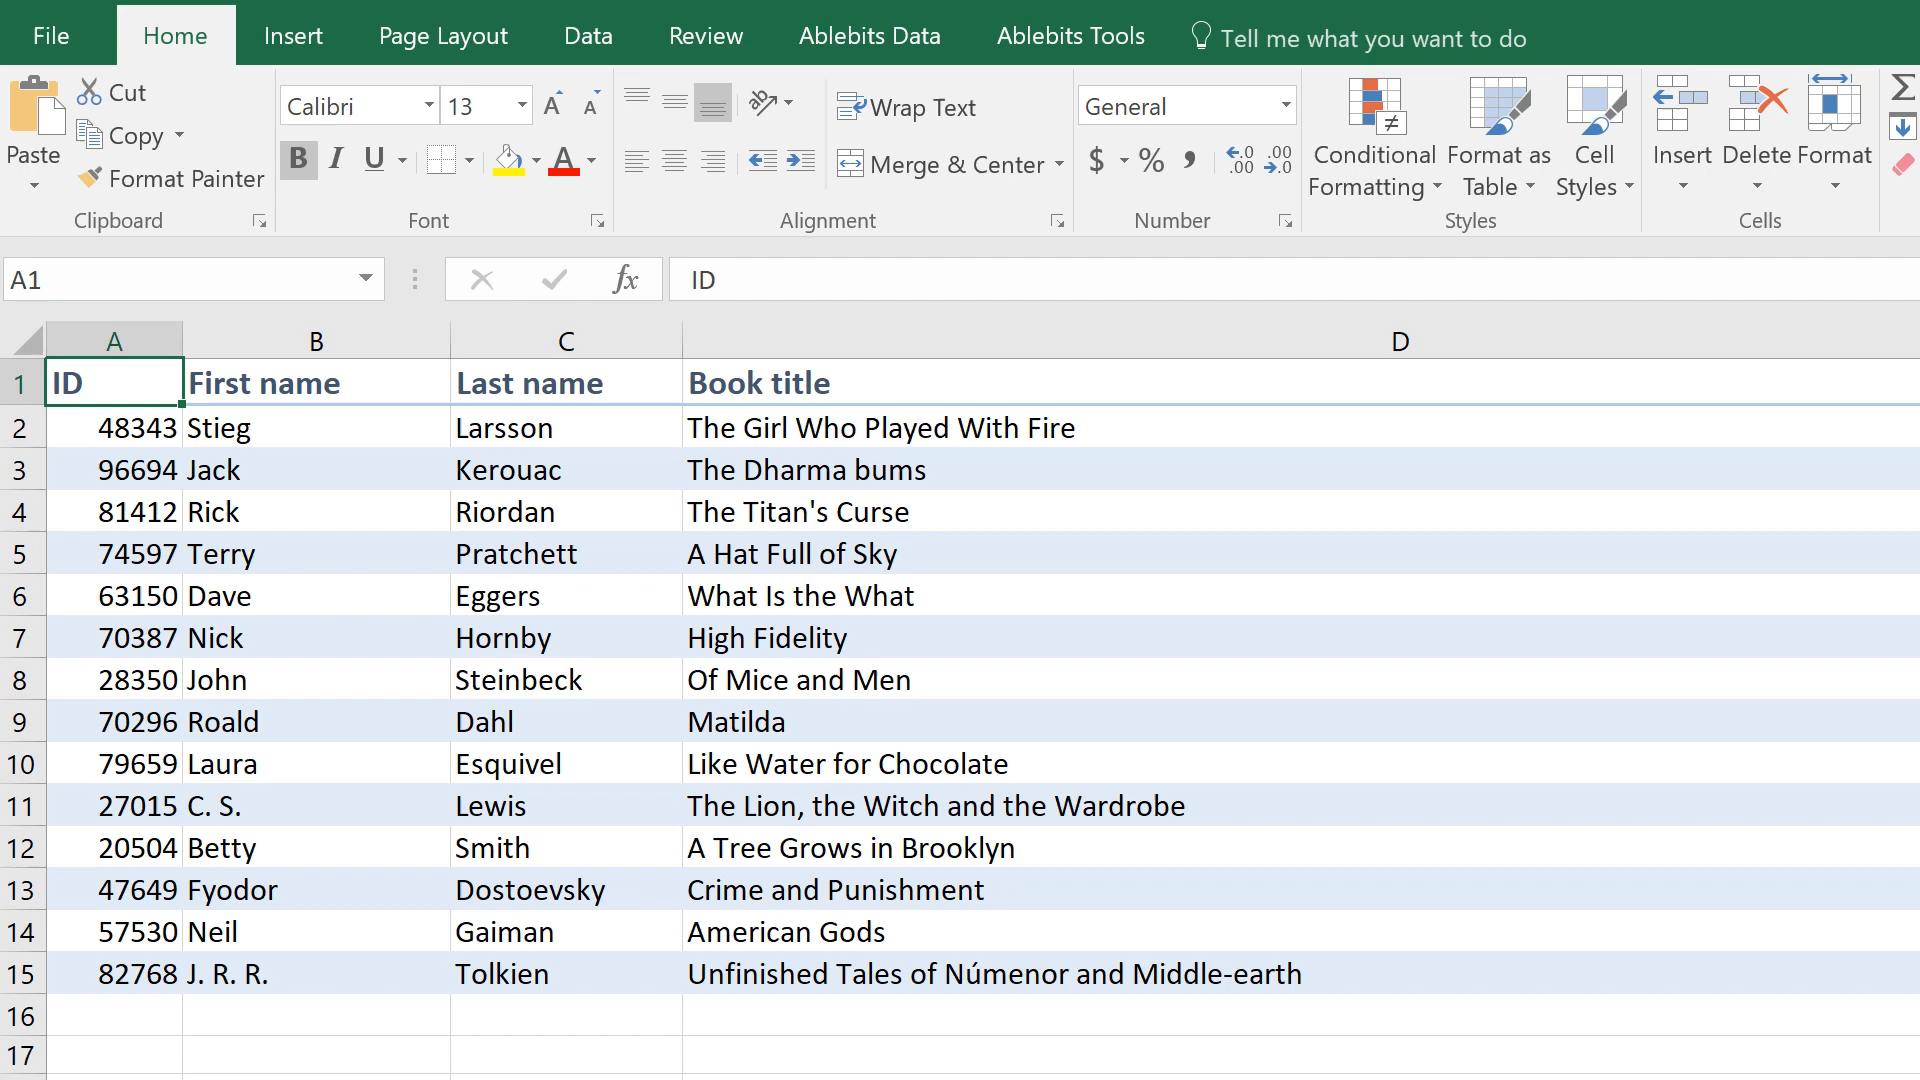 File Home Insert Page Layout Data Review Ablebits Data Ablebits Tools Tell me what you want to do
Paste
Cut
Copy
Format Painter
Clipboard
Calibri 13
B I U
Font
Wrap Text
Merge & Center
Alignment
General
$ % ,
Number
Conditional Formatting
Format as Table
Cell Styles
Styles
Insert Delete Format
Cells
A1 fx ID
A B C D
1 ID First name Last name Book title
2 48343 Stieg Larsson The Girl Who Played With Fire
3 96694 Jack Kerouac The Dharma bums
4 81412 Rick Riordan The Titan's Curse
5 74597 Terry Pratchett A Hat Full of Sky
6 63150 Dave Eggers What Is the What
7 70387 Nick Hornby High Fidelity
8 28350 John Steinbeck Of Mice and Men
9 70296 Roald Dahl Matilda
10 79659 Laura Esquivel Like Water for Chocolate
11 27015 C. S. Lewis The Lion, the Witch and the Wardrobe
12 20504 Betty Smith A Tree Grows in Brooklyn
13 47649 Fyodor Dostoevsky Crime and Punishment
14 57530 Neil Gaiman American Gods
15 82768 J. R. R. Tolkien Unfinished Tales of Númenor and Middle-earth
16
17